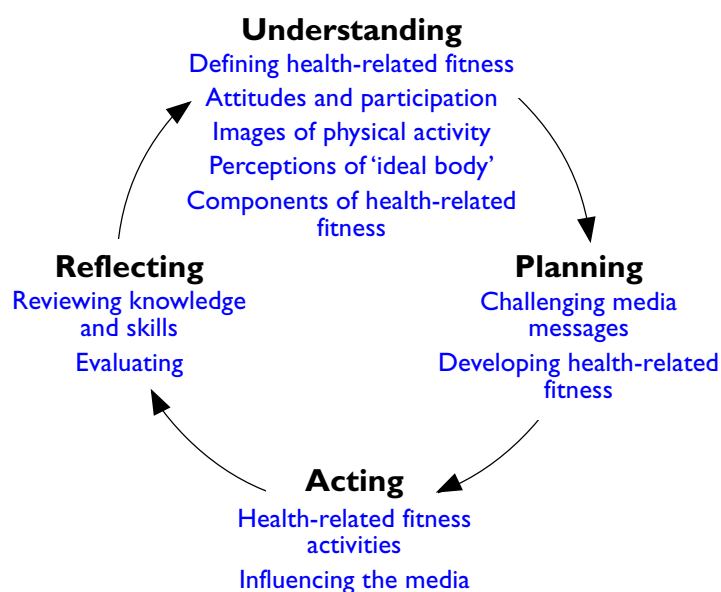 Understanding
Defining health-related fitness
Attitudes and participation
Images of physical activity
Perceptions of ‘ideal body’
Components of health-related
fitness
Reflecting
Reviewing knowledge
and skills
Evaluating
Planning
Challenging media
messages
Developing health-related
fitness
Acting
Health-related fitness
activities
Influencing the media